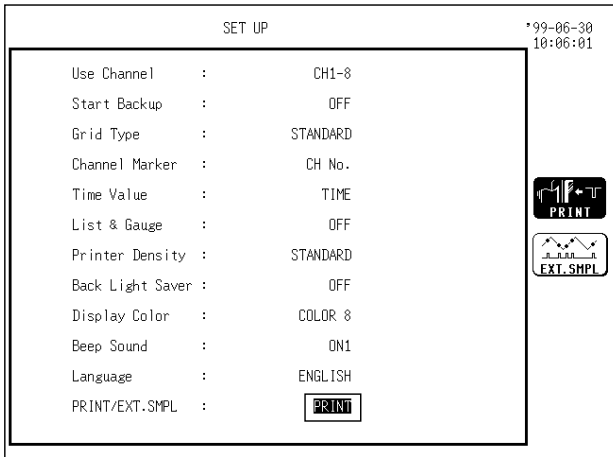 SET UP
'99-06-30
10:06:01
Use Channel : CH1-8
Start Backup : OFF
Grid Type : STANDARD
Channel Marker : CH No.
Time Value : TIME
List & Gauge : OFF
Printer Density : STANDARD
Back Light Saver : OFF
Display Color : COLOR 8
Beep Sound : ON1
Language : ENGLISH
PRINT/EXT.SMPL : PRINT
PRINT
EXT.SMPL